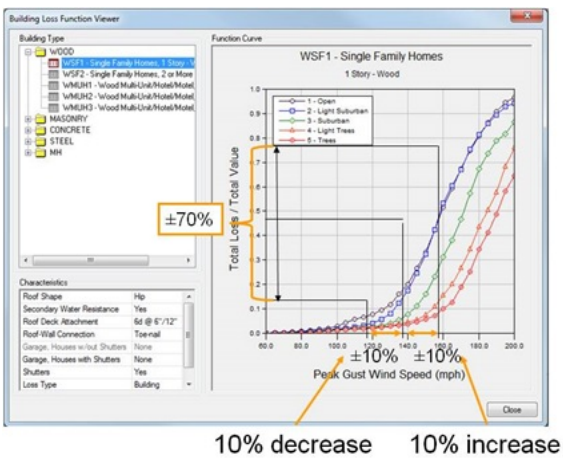 Building Loss Function Viewer
Building Type
WOOD
WSF1 - Single Family Homes, 1 Story - W
WSF2 - Single Family Homes, 2 or More
WMUH1 - Wood Multi-Unit/Hotel/Motel,
WMUH2 - Wood Multi-Unit/Hotel/Motel,
WMUH3 - Wood Multi-Unit/Hotel/Motel,
MASONRY
CONCRETE
STEEL
MH
Characteristics
Roof Shape Hip
Secondary Water Resistance Yes
Roof Deck Attachment 6d @ 6"/12"
Roof-Wall Connection Toe-nail
Garage, Houses w/out Shutters None
Garage, Houses with Shutters None
Shutters Yes
Loss Type Building
Function Curve
WSF1 - Single Family Homes
1 Story - Wood
1 - Open
2 - Light Suburban
3 - Suburban
4 - Light Trees
5 - Trees
Total Loss / Total Value
1.0
0.9
0.8
0.7
0.6
0.5
0.4
0.3
0.2
0.1
0.0
60.0 80.0 100.0 120.0 140.0 160.0 180.0 200.0
±70%
±10% ±10%
Peak Gust Wind Speed (mph)
Close
10% decrease 10% increase